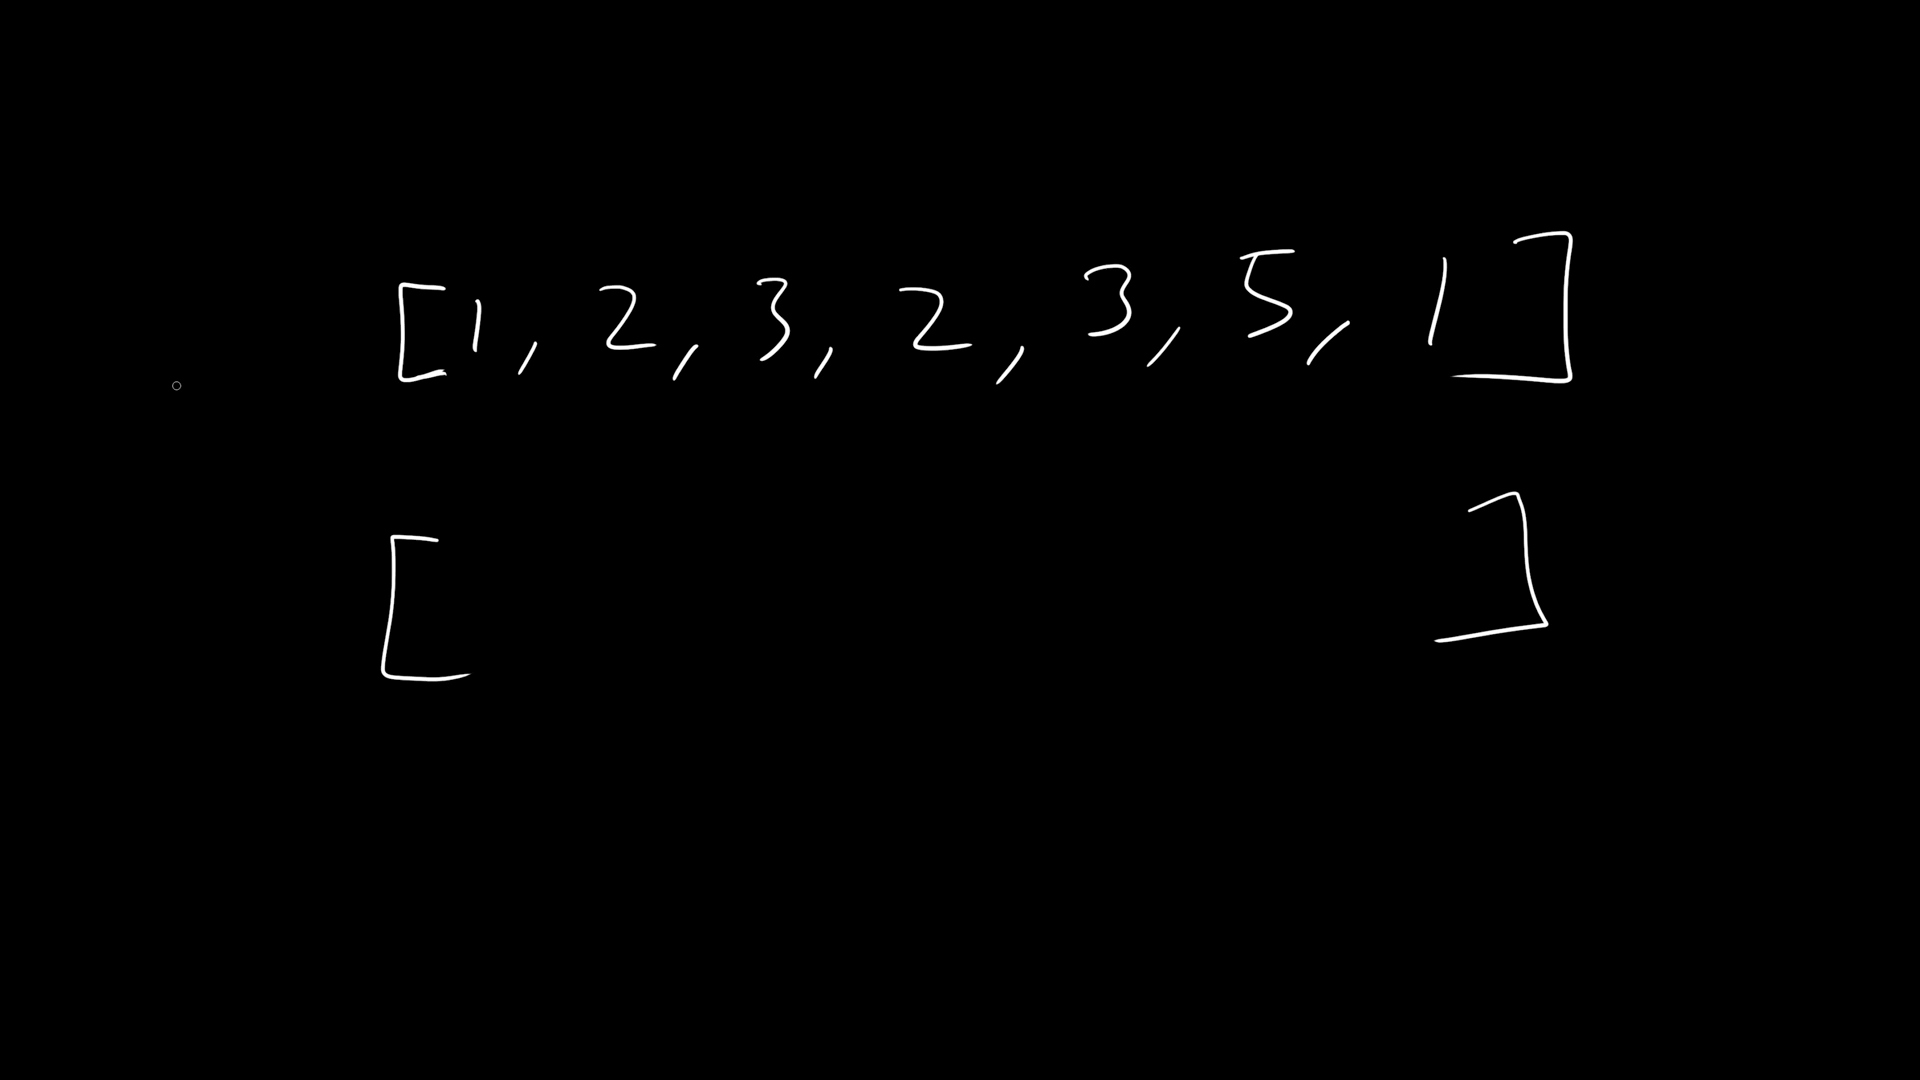 [1, 2, 3, 2, 3, 5, 1]
[ ]